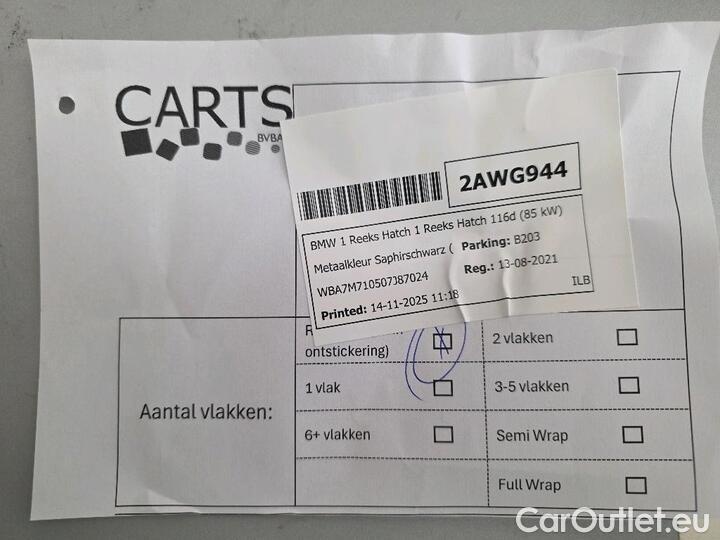 CARTS
BVBA
2AWG944
BMW 1 Reeks Hatch 1 Reeks Hatch 116d (85 kW)
Metaalkleur Saphirschwarz ( Parking: B203
WBA7M710507J87024 Reg.: 13-08-2021
Printed: 14-11-2025 11:18 ILB
ontstickering)
2 vlakken
Aantal vlakken:
1 vlak
3-5 vlakken
6+ vlakken
Semi Wrap
Full Wrap
CarOutlet.eu